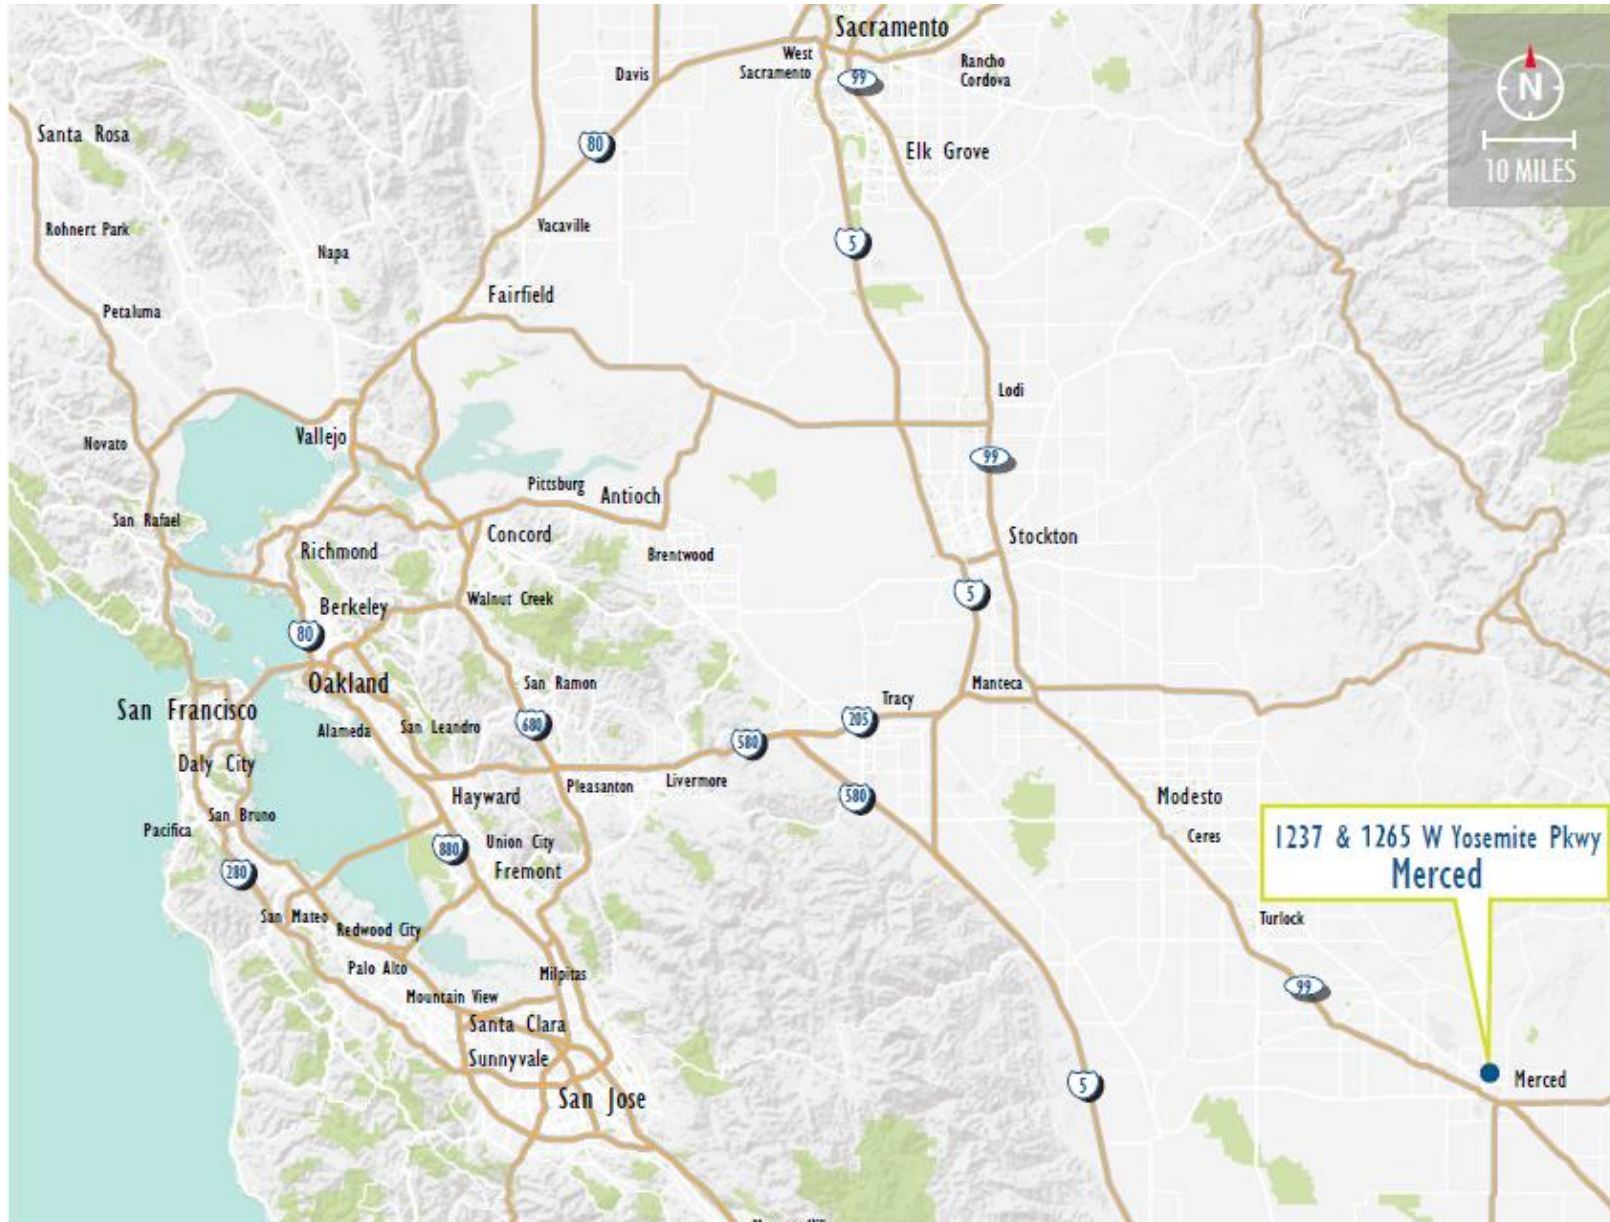 Sacramento
West
Sacramento
Davis
99
Rancho
Cordova
N
10 MILES
Santa Rosa
80
Elk Grove
Rohnert Park
Napa
Vacaville
5
Fairfield
Petaluma
Lodi
Novato
Vallejo
99
Pittsburg
Antioch
San Rafael
Richmond
Concord
Stockton
Brentwood
Berkeley
Walnut Creek
5
80
Oakland
San Ramon
Manteca
San Francisco
Alameda
San Leandro
680
Tracy
205
580
Daly City
Hayward
Pleasanton
Livermore
580
Modesto
Pacifica
San Bruno
Union City
Ceres
1237 & 1265 W Yosemite Pkwy
Merced
280
880
Fremont
San Mateo
Redwood City
Turlock
Palo Alto
Milpitas
Mountain View
99
Santa Clara
Sunnyvale
San Jose
5
Merced